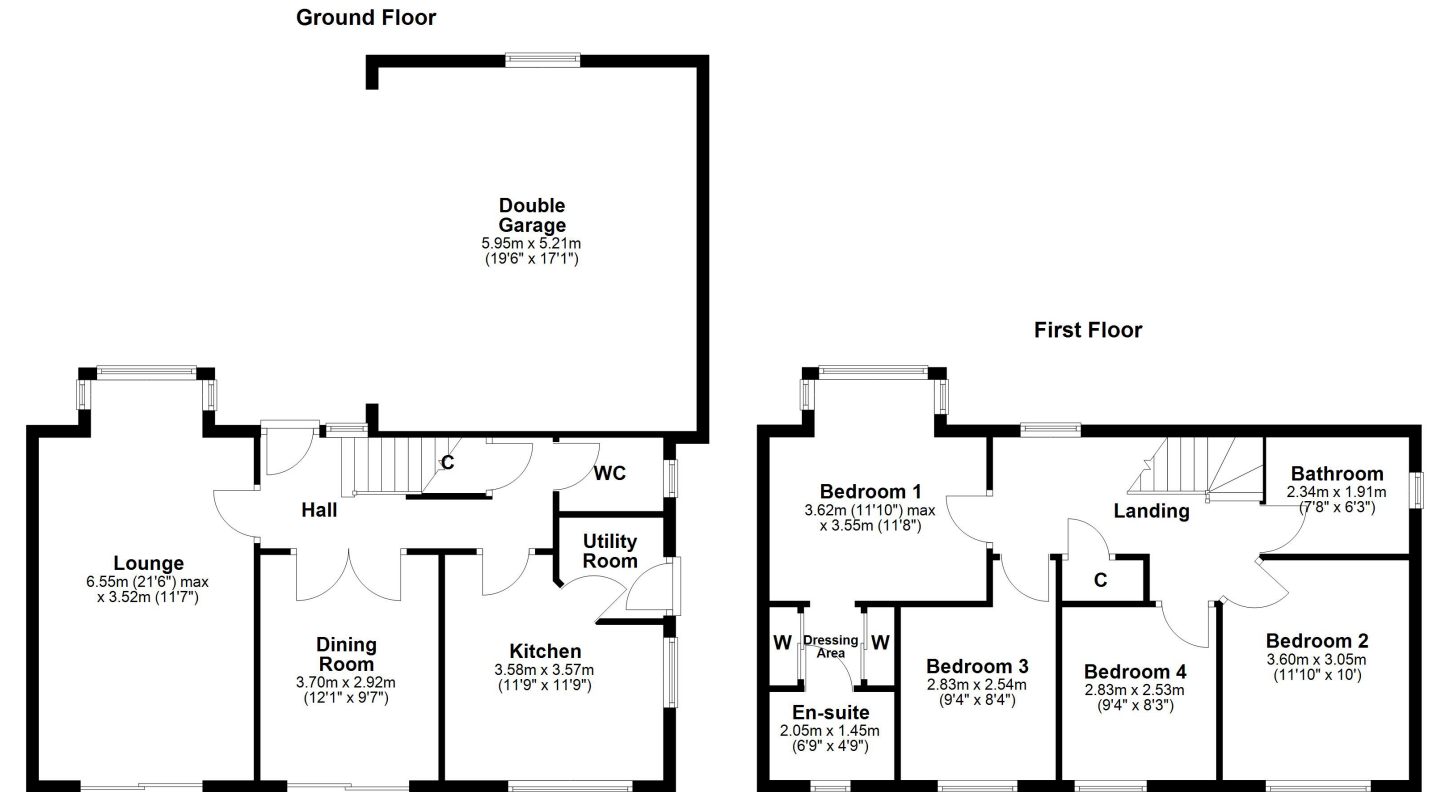 Ground Floor
Double
Garage
5.95m x 5.21m
(19'6" x 17'1")
C
WC
Hall
Utility
Room
Lounge
6.55m (21'6") max
x 3.52m (11'7")
Dining
Room
3.70m x 2.92m
(12'1" x 9'7")
Kitchen
3.58m x 3.57m
(11'9" x 11'9")
First Floor
Bedroom 1
3.62m (11'10") max
x 3.55m (11'8")
Landing
Bathroom
2.34m x 1.91m
(7'8" x 6'3")
C
W
Dressing
Area
W
Bedroom 3
2.83m x 2.54m
(9'4" x 8'4")
Bedroom 4
2.83m x 2.53m
(9'4" x 8'3")
Bedroom 2
3.60m x 3.05m
(11'10" x 10')
En-suite
2.05m x 1.45m
(6'9" x 4'9")